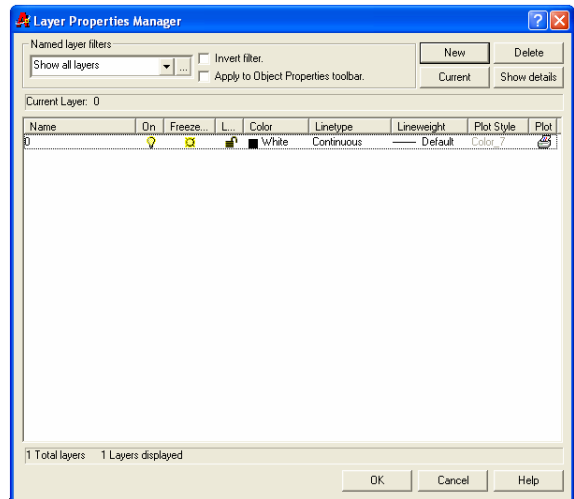 Layer Properties Manager
Named layer filters
Show all layers
...
Invert filter.
Apply to Object Properties toolbar.
New
Delete
Current
Show details
Current Layer: 0
Name On Freeze... L... Color Linetype Lineweight Plot Style Plot
0 White Continuous Default Color_7
1 Total layers 1 Layers displayed
OK Cancel Help